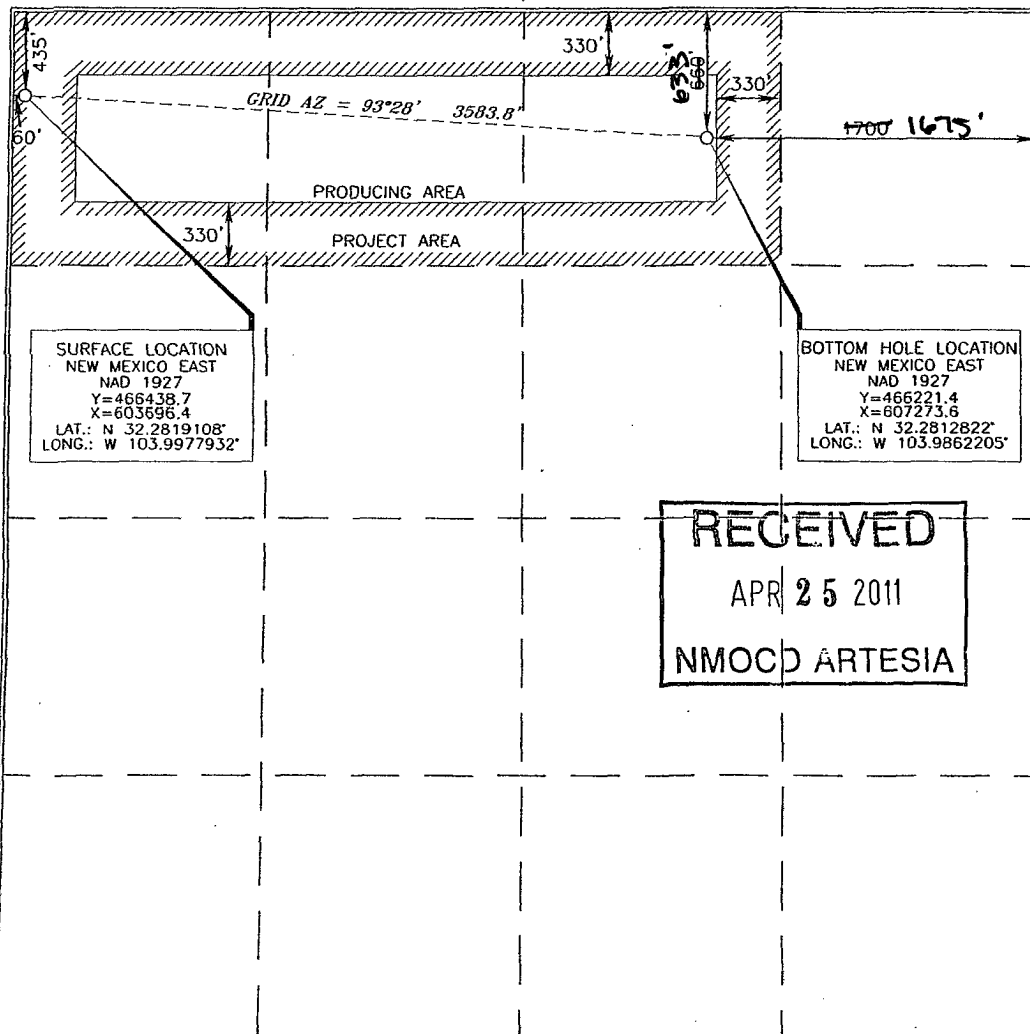 435'
330'
633'
660'
330'
GRID AZ = 93°28' 3583.8'
1700' 1675'
60'
PRODUCING AREA
330'
PROJECT AREA
SURFACE LOCATION
NEW MEXICO EAST
NAD 1927
Y=466438.7
X=603696.4
LAT.: N 32.2819108°
LONG.: W 103.9977932°
BOTTOM HOLE LOCATION
NEW MEXICO EAST
NAD 1927
Y=466221.4
X=607273.6
LAT.: N 32.2812822°
LONG.: W 103.9862205°
RECEIVED
APR 25 2011
NMOCD ARTESIA